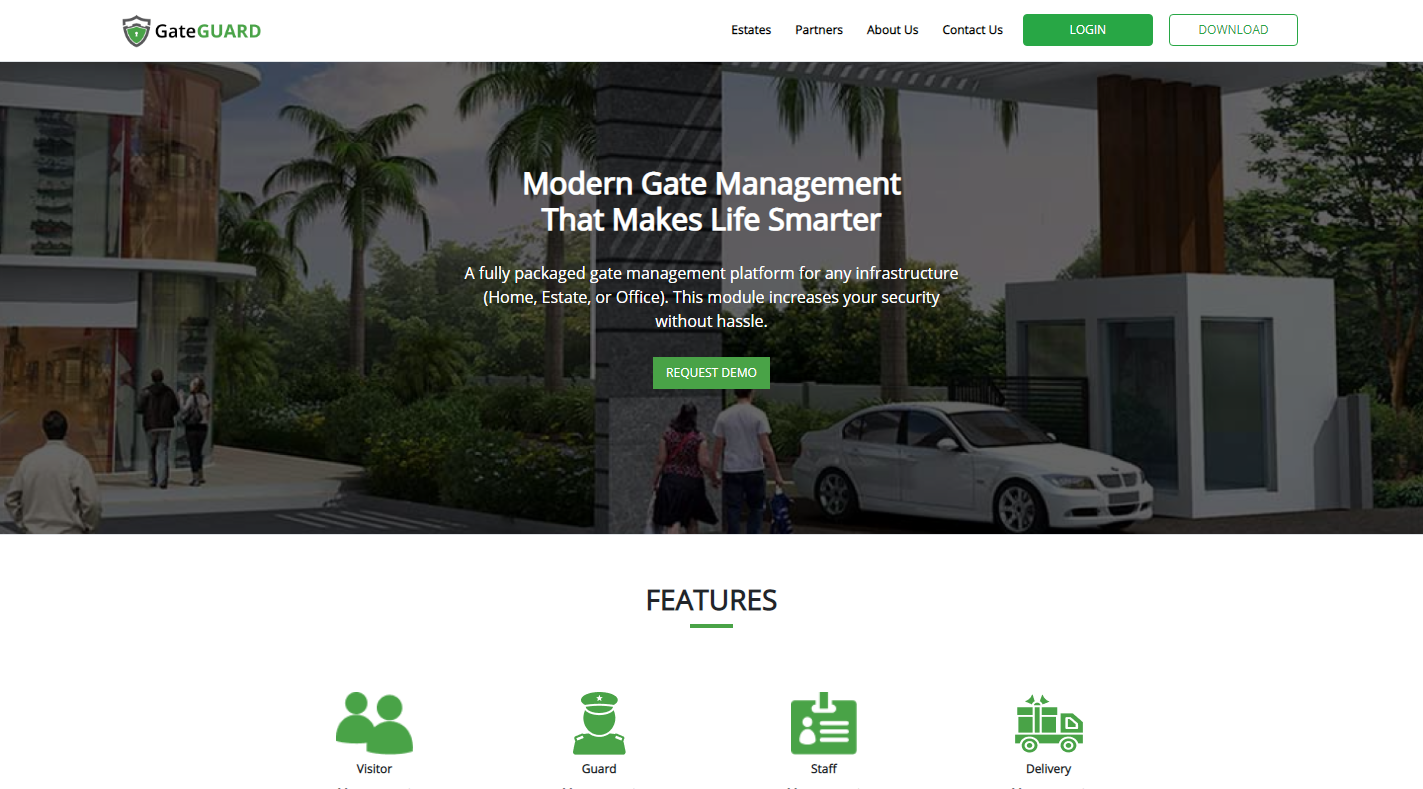 GateGUARD
Estates
Partners
About Us
Contact Us
LOGIN
DOWNLOAD
Modern Gate Management
That Makes Life Smarter
A fully packaged gate management platform for any infrastructure
(Home, Estate, or Office). This module increases your security
without hassle.
REQUEST DEMO
FEATURES
Visitor
Guard
Staff
Delivery